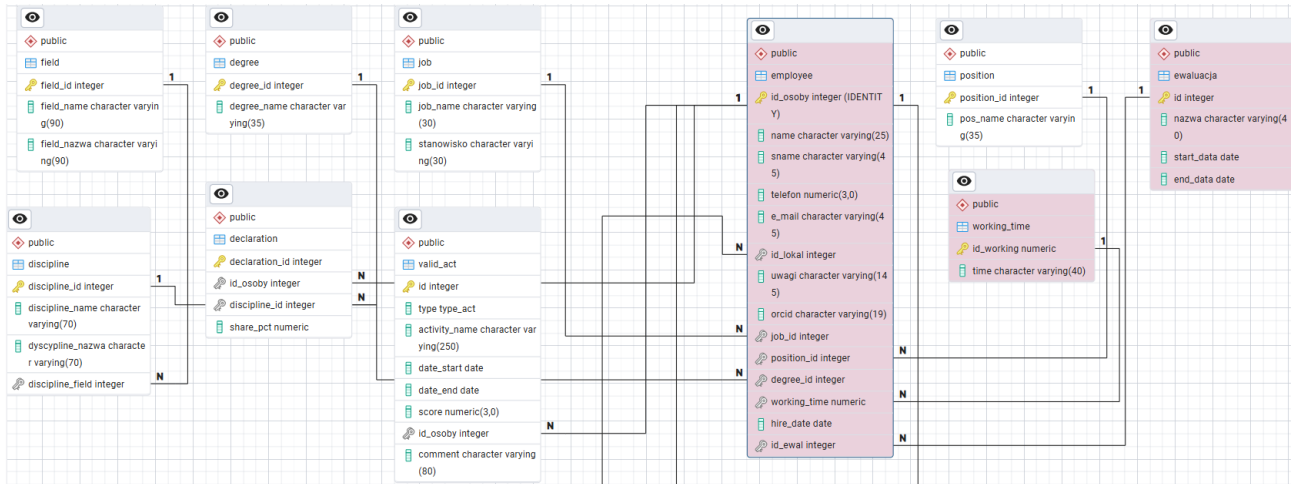 public
field
field_id integer
field_name character varyin
g(90)
field_nazwa character varyi
ng(90)
public
degree
degree_id integer
degree_name character var
ying(35)
public
job
job_id integer
job_name character varying
(30)
stanowisko character varyi
ng(30)
public
employee
id_osoby integer (IDENTIT
Y)
name character varying(25)
sname character varying(4
5)
telefon numeric(3,0)
e_mail character varying(4
5)
id_lokal integer
uwagi character varying(14
5)
orcid character varying(19)
job_id integer
position_id integer
degree_id integer
working_time numeric
hire_date date
id_ewal integer
public
position
position_id integer
pos_name character varyin
g(35)
public
ewaluacja
id integer
nazwa character varying(4
0)
start_data date
end_data date
public
working_time
id_working numeric
time character varying(40)
public
discipline
discipline_id integer
discipline_name character
varying(70)
dyscypline_nazwa characte
r varying(70)
discipline_field integer
public
declaration
declaration_id integer
id_osoby integer
discipline_id integer
share_pct numeric
public
valid_act
id integer
type type_act
activity_name character var
ying(250)
date_start date
date_end date
score numeric(3,0)
id_osoby integer
comment character varying
(80)
1
1
1
1
1
1
1
1
1
1
N
N
N
N
N
N
N
N
N
N